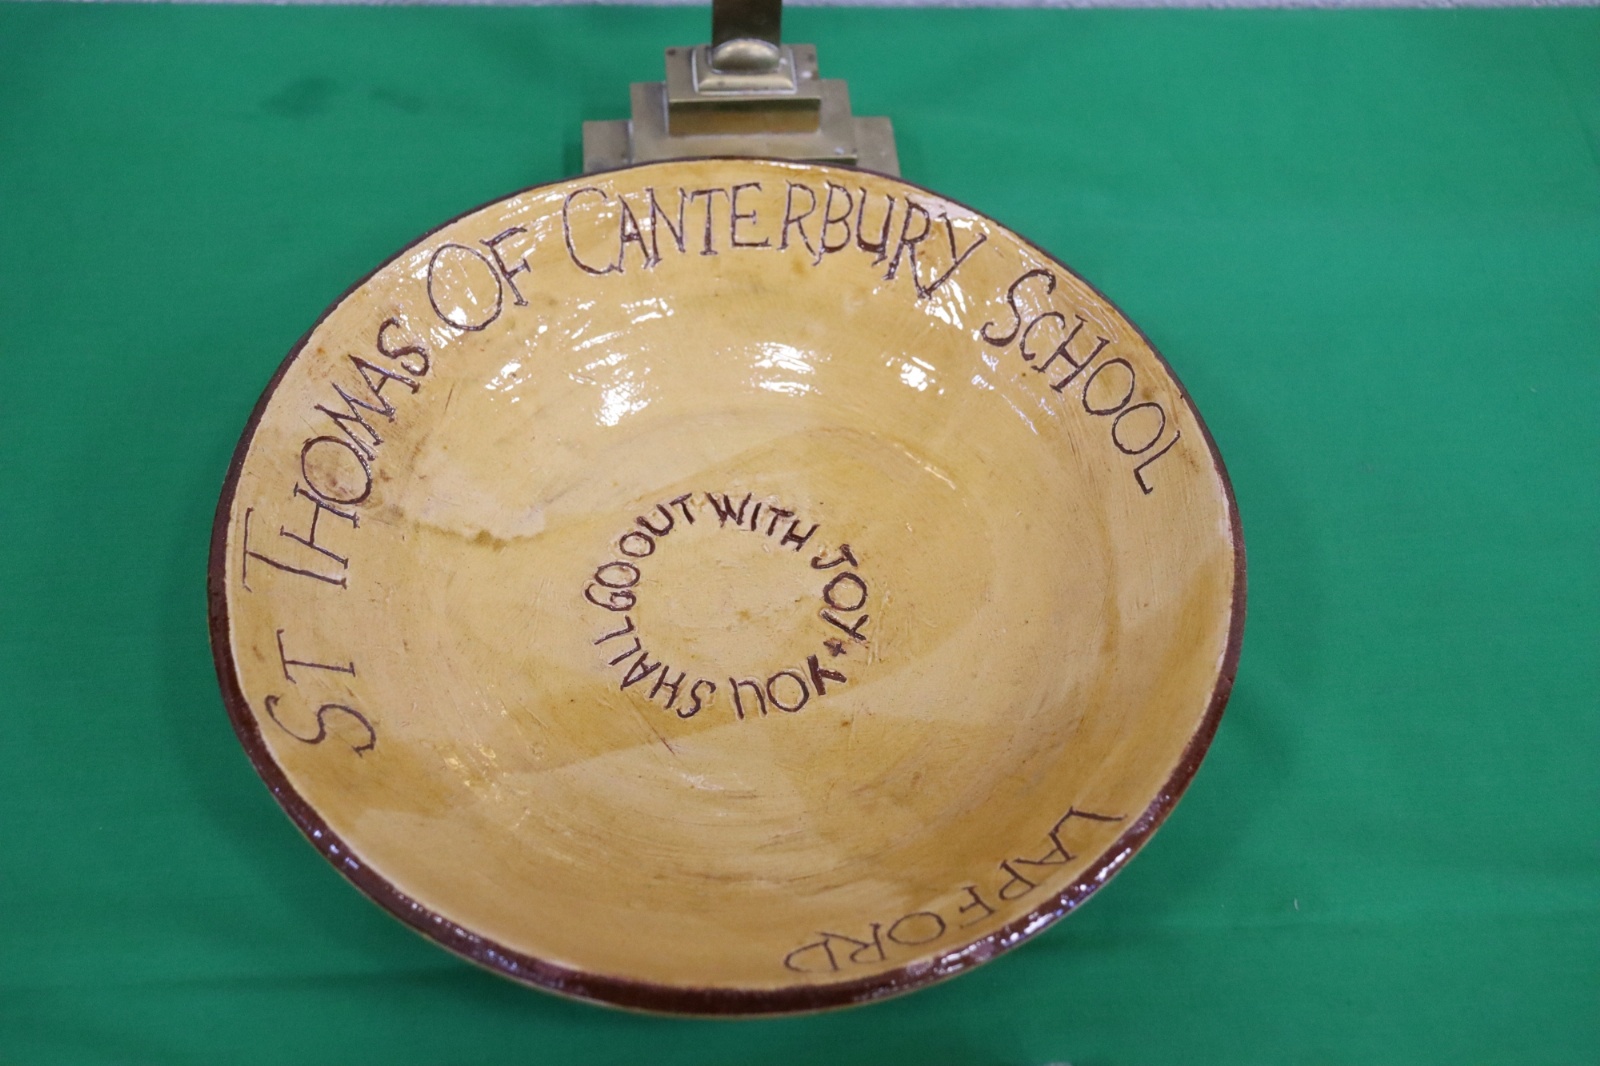 ST THOMAS OF CANTERBURY SCHOOL
LAPFORD
YOU SHALL GO OUT WITH JOY +